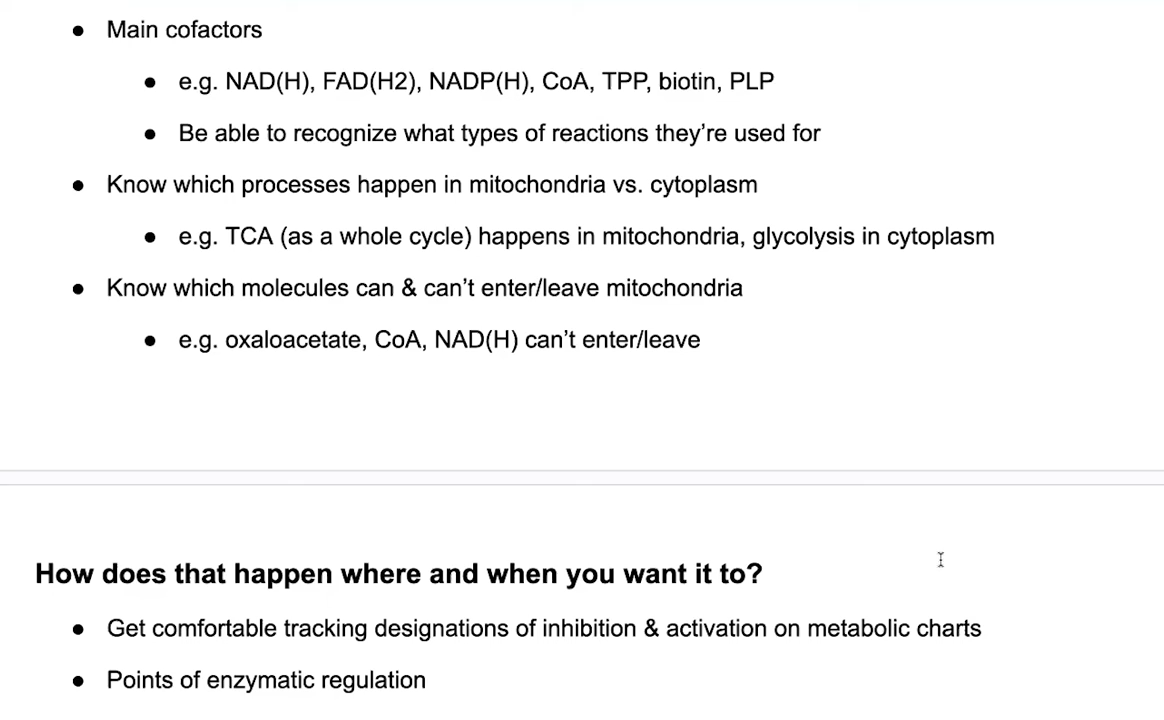 ● Main cofactors
● e.g. NAD(H), FAD(H2), NADP(H), CoA, TPP, biotin, PLP
● Be able to recognize what types of reactions they’re used for
● Know which processes happen in mitochondria vs. cytoplasm
● e.g. TCA (as a whole cycle) happens in mitochondria, glycolysis in cytoplasm
● Know which molecules can & can’t enter/leave mitochondria
● e.g. oxaloacetate, CoA, NAD(H) can’t enter/leave
How does that happen where and when you want it to?
● Get comfortable tracking designations of inhibition & activation on metabolic charts
● Points of enzymatic regulation